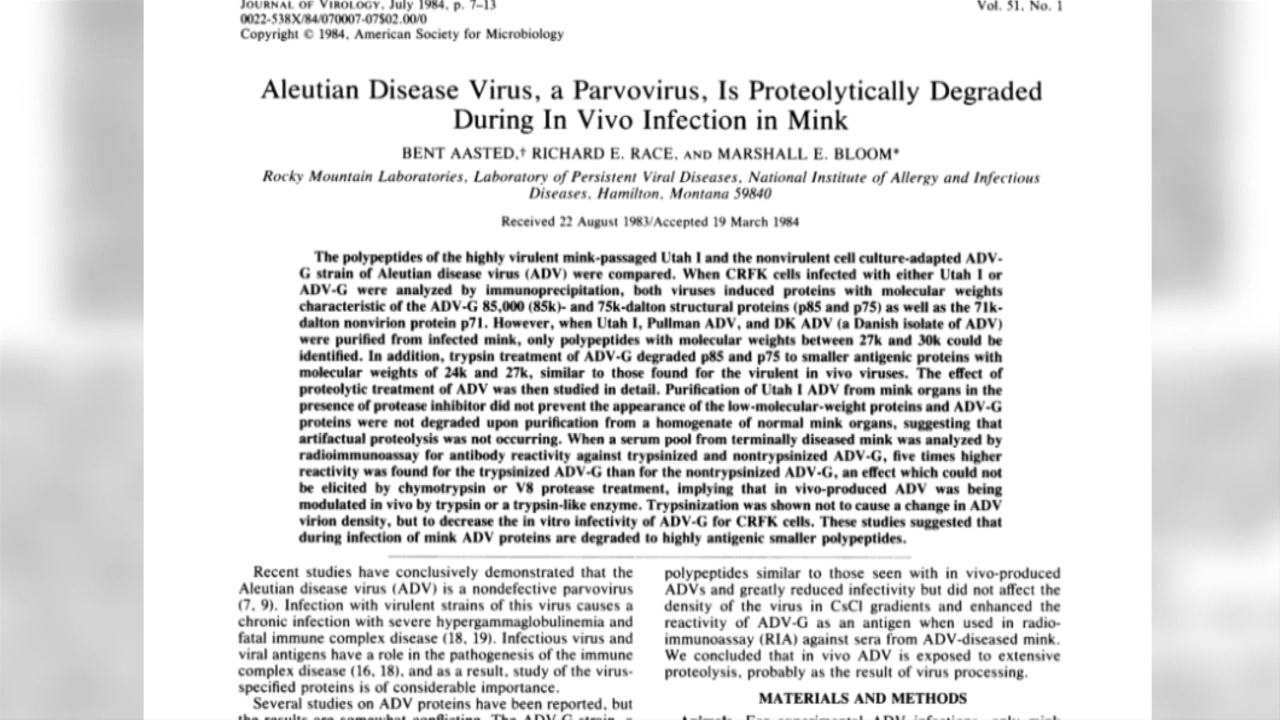 JOURNAL OF VIROLOGY, July 1984, p. 7–13
Vol. 51, No. 1
0022-538X/84/070007-07$02.00/0
Copyright © 1984, American Society for Microbiology
Aleutian Disease Virus, a Parvovirus, Is Proteolytically Degraded
During In Vivo Infection in Mink
BENT AASTED,† RICHARD E. RACE, AND MARSHALL E. BLOOM*
Rocky Mountain Laboratories, Laboratory of Persistent Viral Diseases, National Institute of Allergy and Infectious
Diseases, Hamilton, Montana 59840
Received 22 August 1983/Accepted 19 March 1984
The polypeptides of the highly virulent mink-passaged Utah I and the nonvirulent cell culture-adapted ADV-
G strain of Aleutian disease virus (ADV) were compared. When CRFK cells infected with either Utah I or
ADV-G were analyzed by immunoprecipitation, both viruses induced proteins with molecular weights
characteristic of the ADV-G 85,000 (85k)- and 75k-dalton structural proteins (p85 and p75) as well as the 71k-
dalton nonvirion protein p71. However, when Utah I, Pullman ADV, and DK ADV (a Danish isolate of ADV)
were purified from infected mink, only polypeptides with molecular weights between 27k and 30k could be
identified. In addition, trypsin treatment of ADV-G degraded p85 and p75 to smaller antigenic proteins with
molecular weights of 24k and 27k, similar to those found for the virulent in vivo viruses. The effect of
proteolytic treatment of ADV was then studied in detail. Purification of Utah I ADV from mink organs in the
presence of protease inhibitor did not prevent the appearance of the low-molecular-weight proteins and ADV-G
proteins were not degraded upon purification from a homogenate of normal mink organs, suggesting that
artifactual proteolysis was not occurring. When a serum pool from terminally diseased mink was analyzed by
radioimmunoassay for antibody reactivity against trypsinized and nontrypsinized ADV-G, five times higher
reactivity was found for the trypsinized ADV-G than for the nontrypsinized ADV-G, an effect which could not
be elicited by chymotrypsin or V8 protease treatment, implying that in vivo-produced ADV was being
modulated in vivo by trypsin or a trypsin-like enzyme. Trypsinization was shown not to cause a change in ADV
virion density, but to decrease the in vitro infectivity of ADV-G for CRFK cells. These studies suggested that
during infection of mink ADV proteins are degraded to highly antigenic smaller polypeptides.
Recent studies have conclusively demonstrated that the
Aleutian disease virus (ADV) is a nondefective parvovirus
(7, 9). Infection with virulent strains of this virus causes a
chronic infection with severe hypergammaglobulinemia and
fatal immune complex disease (18, 19). Infectious virus and
viral antigens have a role in the pathogenesis of the immune
complex disease (16, 18), and as a result, study of the virus-
specified proteins is of considerable importance.
Several studies on ADV proteins have been reported, but
the results are somewhat conflicting. The ADV-G strain, a
polypeptides similar to those seen with in vivo-produced
ADVs and greatly reduced infectivity but did not affect the
density of the virus in CsCl gradients and enhanced the
reactivity of ADV-G as an antigen when used in radio-
immunoassay (RIA) against sera from ADV-diseased mink.
We concluded that in vivo ADV is exposed to extensive
proteolysis, probably as the result of virus processing.
MATERIALS AND METHODS
Animals. For experimental ADV infections, only mink